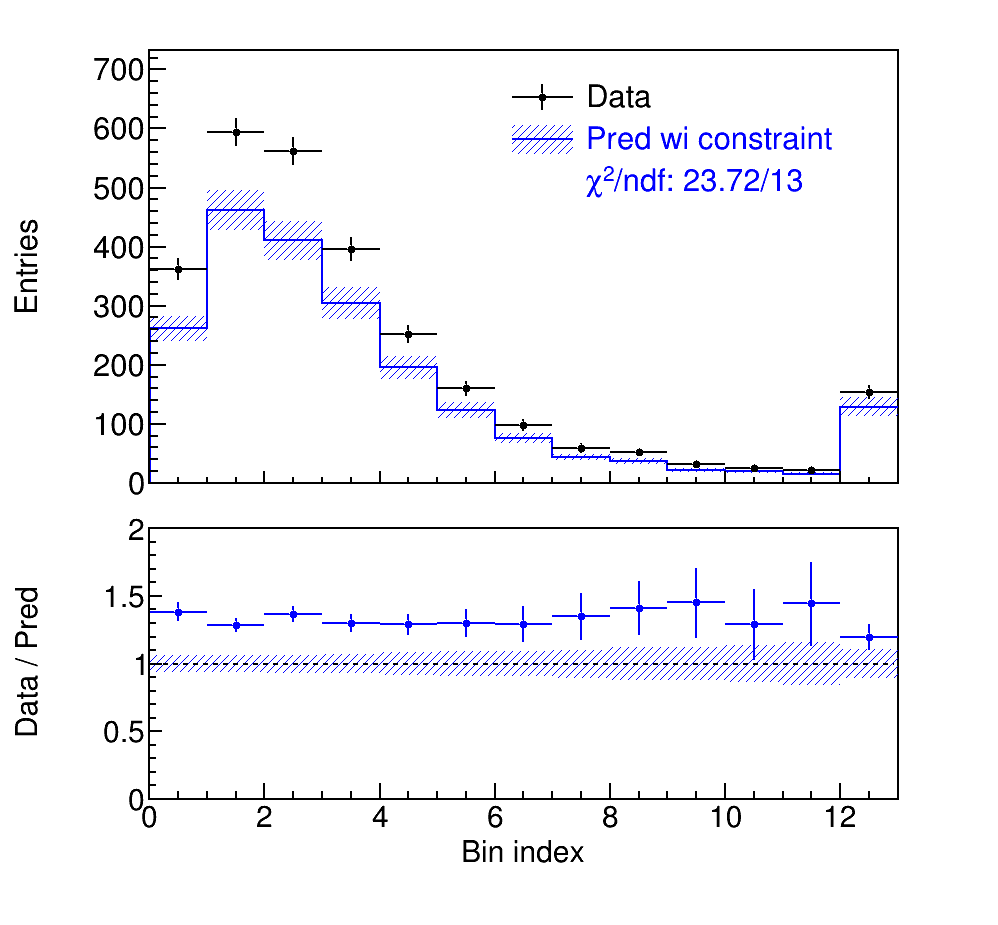 700
600
500
400
300
200
100
0
Entries
Data
Pred wi constraint
χ²/ndf: 23.72/13
2
1.5
1
0.5
0
Data / Pred
0 2 4 6 8 10 12
Bin index